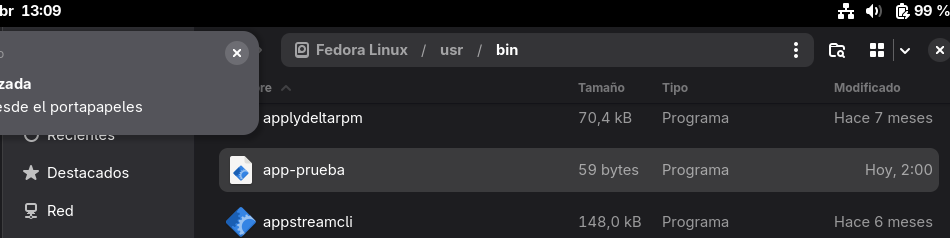 br 13:09
99 %
Fedora Linux / usr / bin
zada
esde el portapapeles
Tamaño Tipo Modificado
applydeltarpm 70,4 kB Programa Hace 7 meses
Recientes
app-prueba 59 bytes Programa Hoy, 2:00
Destacados
Red
appstreamcli 148,0 kB Programa Hace 6 meses